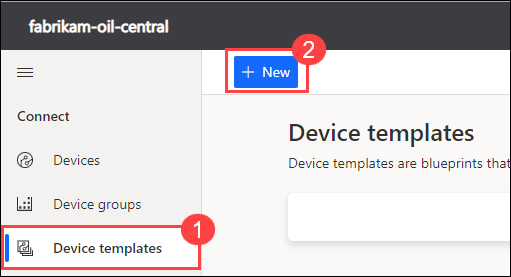 fabrikam-oil-central
2
+ New
Connect
Device templates
Devices
Device templates are blueprints that
Device groups
1
Device templates